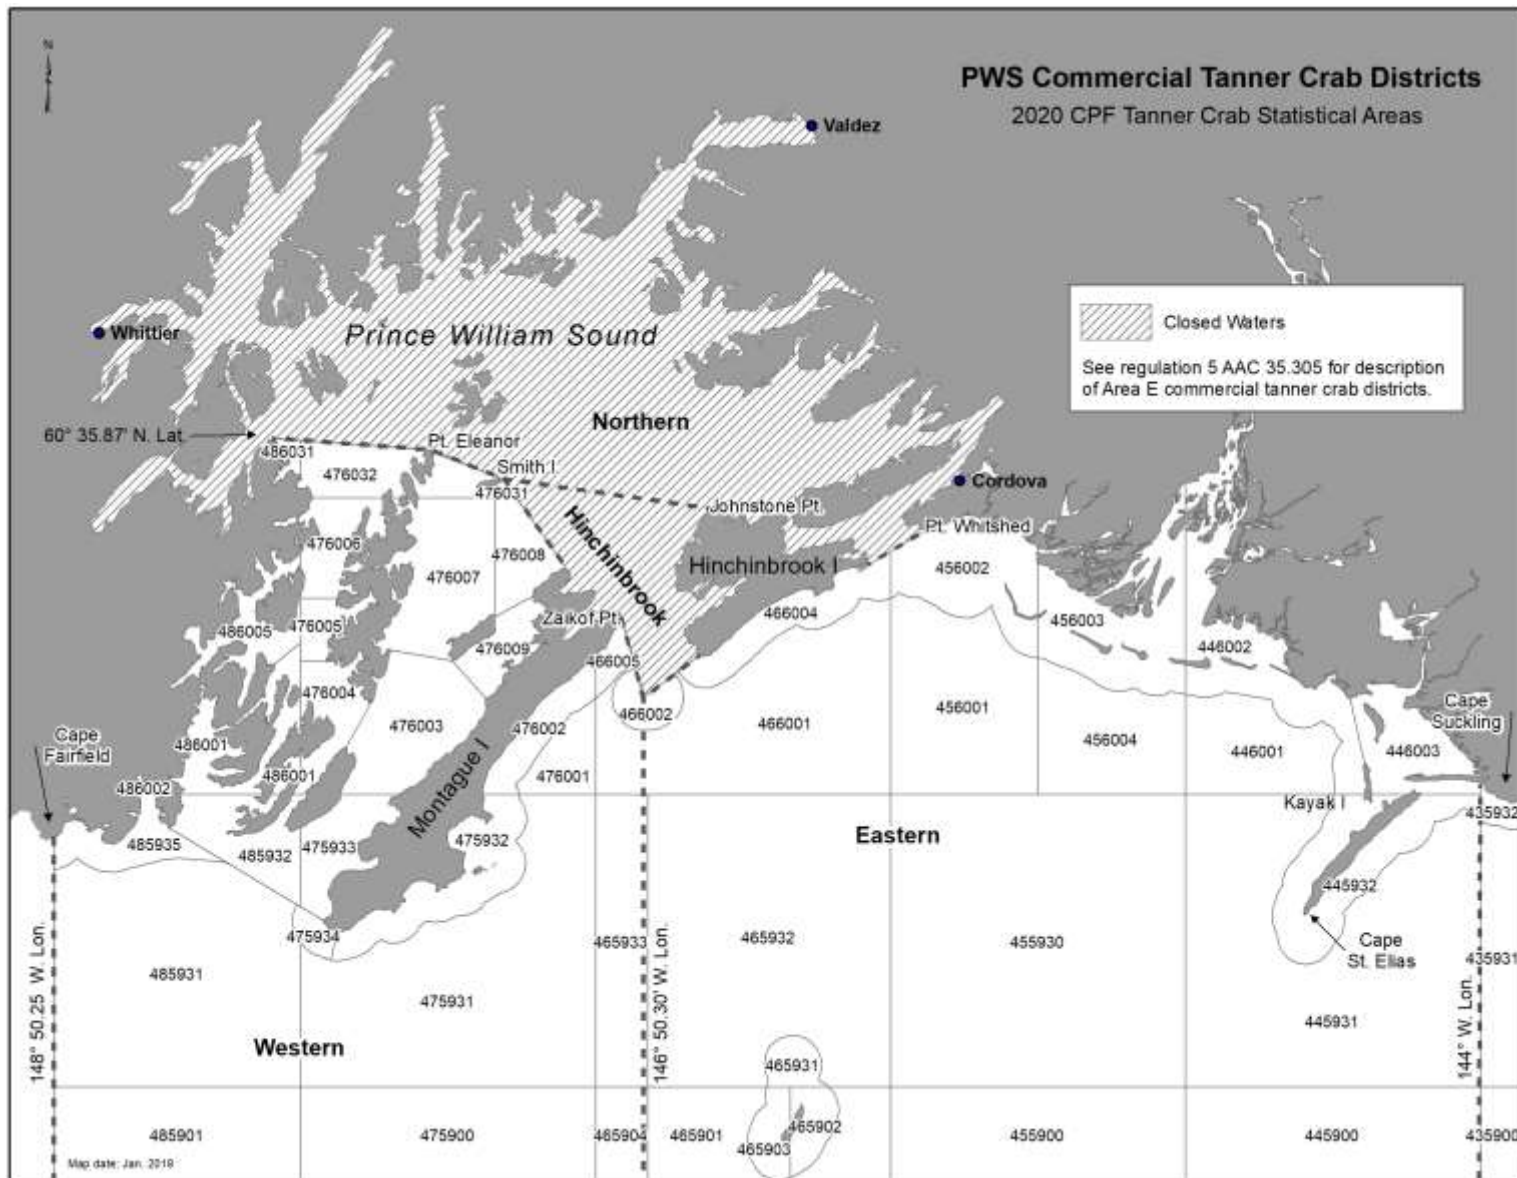 N
PWS Commercial Tanner Crab Districts
2020 CPF Tanner Crab Statistical Areas
Valdez
Whittier
Prince William Sound
Closed Waters
See regulation 5 AAC 35.305 for description
of Area E commercial tanner crab districts.
Northern
60° 35.87' N. Lat.
486031
476032
Pt. Eleanor
Smith I
476031
Johnstone Pt.
Cordova
Pt. Whitshed
Hinchinbrook
Hinchinbrook I
476006
476008
476007
456002
466004
Zaikof Pt.
486005
476005
476009
466005
456003
446002
476004
466002
476003
476002
466001
456001
456004
446001
446003
Cape
Suckling
Cape
Fairfield
486001
486001
476001
486002
Montague I
Kayak I
435932
485935
485932
475933
475932
Eastern
445932
475934
465933
465932
455930
Cape
St. Elias
435931
485931
475931
445931
148° 50.25 W. Lon.
146° 50.30' W. Lon.
144° W. Lon.
Western
465931
485901
475900
465904
465901
465903
465902
455900
445900
435900
Map date: Jan. 2019